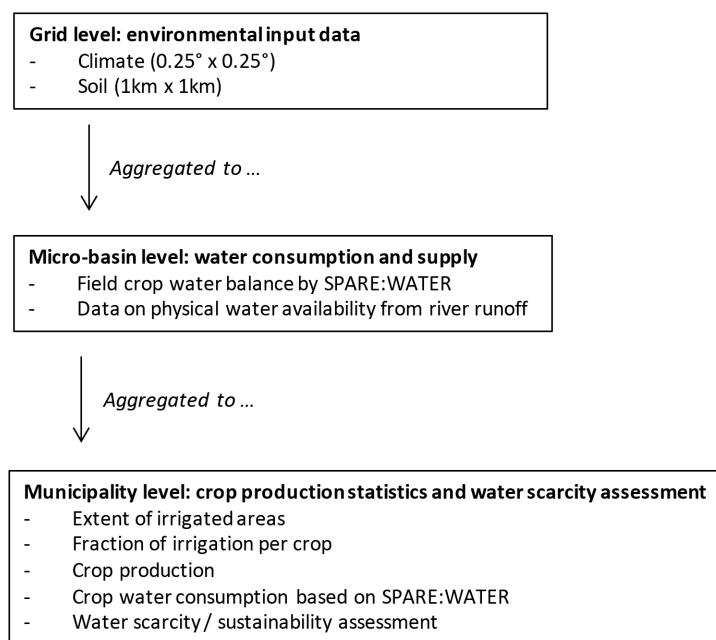 Grid level: environmental input data
- Climate (0.25° x 0.25°)
- Soil (1km x 1km)
Aggregated to ...
Micro-basin level: water consumption and supply
- Field crop water balance by SPARE:WATER
- Data on physical water availability from river runoff
Aggregated to ...
Municipality level: crop production statistics and water scarcity assessment
- Extent of irrigated areas
- Fraction of irrigation per crop
- Crop production
- Crop water consumption based on SPARE:WATER
- Water scarcity / sustainability assessment